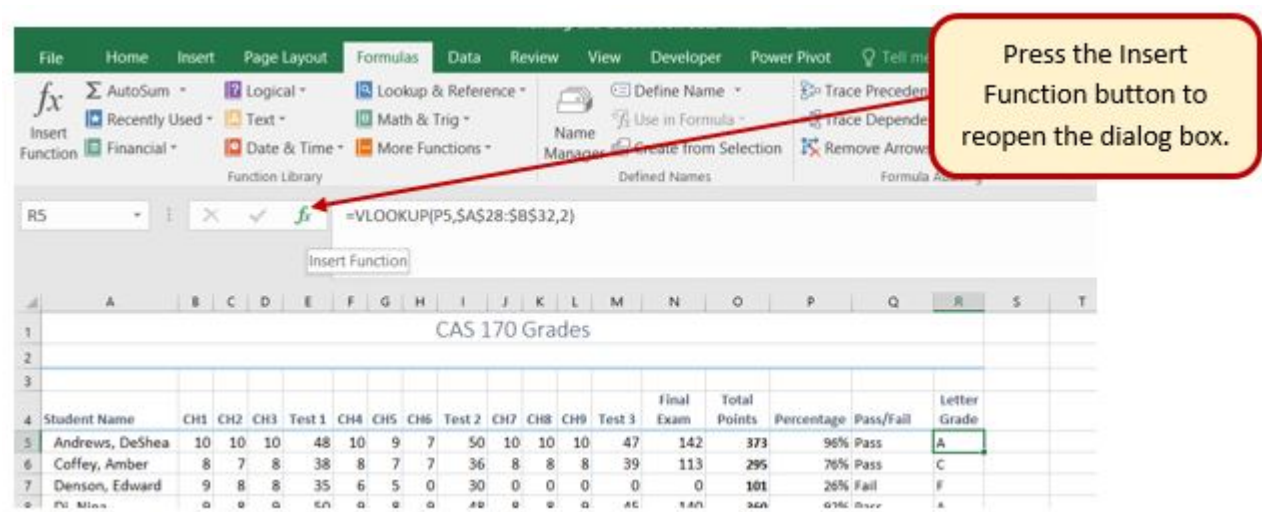 File Home Insert Page Layout Formulas Data Review View Developer Power Pivot Tell me
Press the Insert
Function button to
reopen the dialog box.
fx Insert Function
Σ AutoSum
Recently Used
Financial
Logical
Text
Date & Time
Lookup & Reference
Math & Trig
More Functions
Function Library
Name Manager
Define Name
Use in Formula
Create from Selection
Defined Names
Trace Preceden
Trace Depende
Remove Arrows
Formula
R5 fx =VLOOKUP(P5,$A$28:$B$32,2)
Insert Function
A B C D E F G H I J K L M N O P Q R S T
1 CAS 170 Grades
2
3
Final Total Letter
4 Student Name CH1 CH2 CH3 Test 1 CH4 CH5 CH6 Test 2 CH7 CH8 CH9 Test 3 Exam Points Percentage Pass/Fail Grade
5 Andrews, DeShea 10 10 10 48 10 9 7 50 10 10 10 47 142 373 96% Pass A
6 Coffey, Amber 8 7 8 38 8 7 7 36 8 8 8 39 113 295 76% Pass C
7 Denson, Edward 9 8 8 35 6 5 0 30 0 0 0 0 0 101 26% Fail F